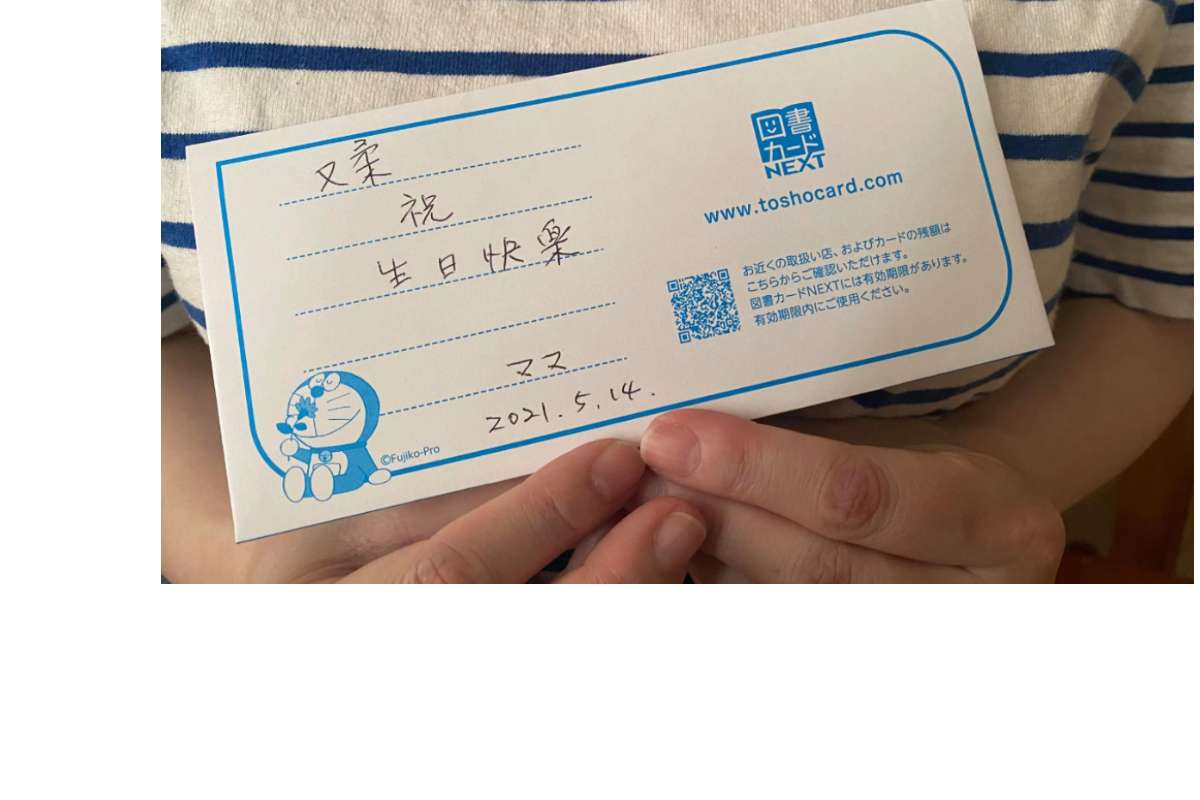 又柔
祝
生日快樂
ママ
2021.5.14.
©Fujiko-Pro
図書
カード
NEXT
www.toshocard.com
お近くの取扱い店、およびカードの残額は
こちらからご確認いただけます。
図書カードNEXTには有効期限があります。
有効期限内にご使用ください。